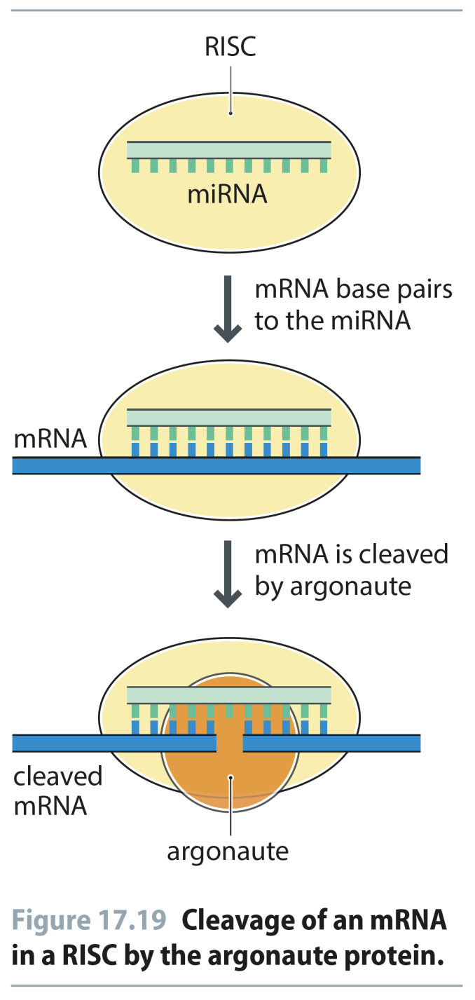 RISC
miRNA
mRNA base pairs
to the miRNA
mRNA
mRNA is cleaved
by argonaute
cleaved
mRNA
argonaute
Figure 17.19 Cleavage of an mRNA
in a RISC by the argonaute protein.